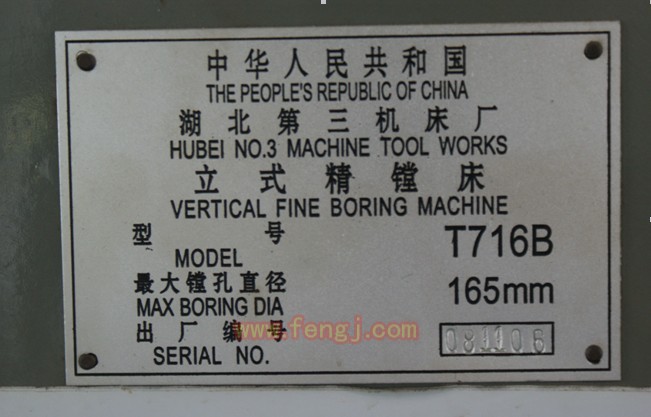 中华人民共和国
THE PEOPLE'S REPUBLIC OF CHINA
湖北第三机床厂
HUBEI NO.3 MACHINE TOOL WORKS
立式精镗床
VERTICAL FINE BORING MACHINE
型号 T716B
MODEL
最大镗孔直径 165mm
MAX BORING DIA
出厂编号 081106
SERIAL NO.
www.fengj.com